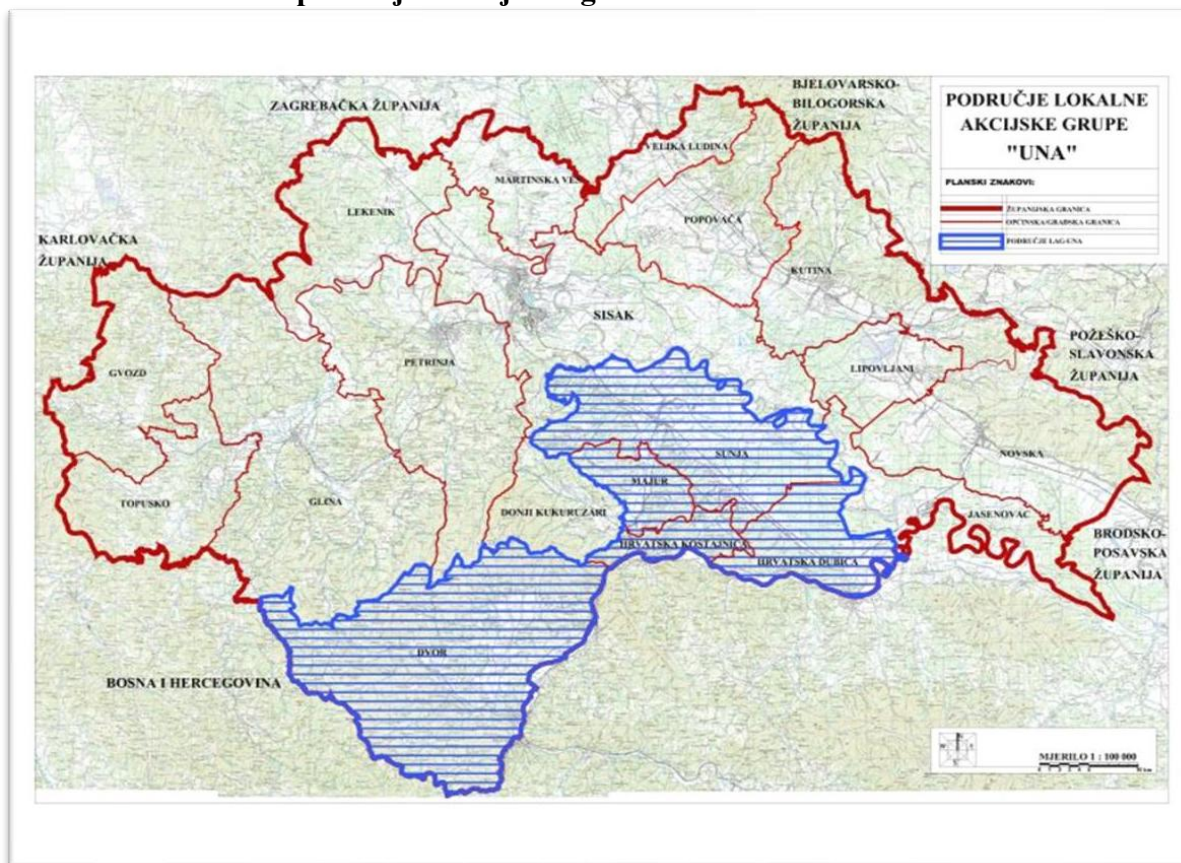 ZAGREBAČKA ŽUPANIJA
BJELOVARSKO-
BILOGORSKA
ŽUPANIJA
PODRUČJE LOKALNE
AKCIJSKE GRUPE
"UNA"
PLANSKI ZNAKOVI:
ŽUPANIJSKA GRANICA
OPĆINSKA/GRADSKA GRANICA
PODRUČJE LAG-UNA
VELIKA LUDINA
MARTINSKA VES
LEKENIK
POPOVAČA
KARLOVAČKA
ŽUPANIJA
KUTINA
SISAK
PETRINJA
POŽEŠKO-
SLAVONSKA
ŽUPANIJA
GVOZD
LIPOVLJANI
SUNJA
NOVSKA
MAJUR
TOPUSKO
GLINA
DONJI KUKURUZARI
JASENOVAC
HRVATSKA KOSTAJNICA
HRVATSKA DUBICA
BRODSKO-
POSAVSKA
ŽUPANIJA
DVOR
BOSNA I HERCEGOVINA
N
W
E
S
MJERILO 1 : 100 000